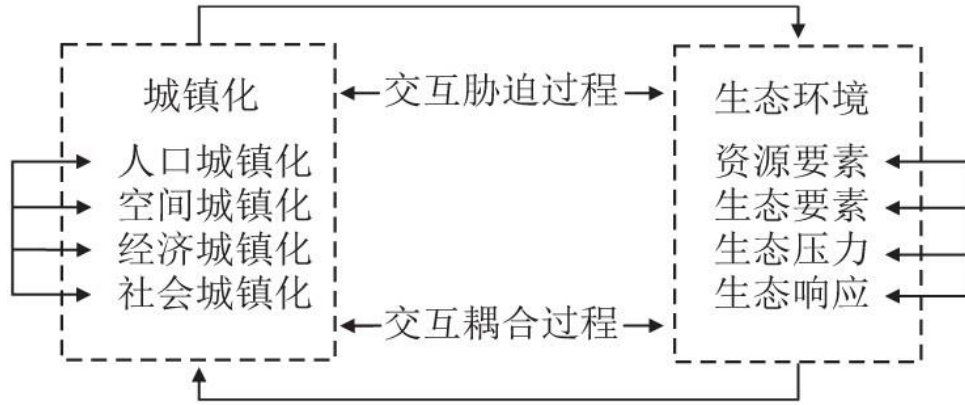 城镇化
人口城镇化
空间城镇化
经济城镇化
社会城镇化
交互胁迫过程
交互耦合过程
生态环境
资源要素
生态要素
生态压力
生态响应